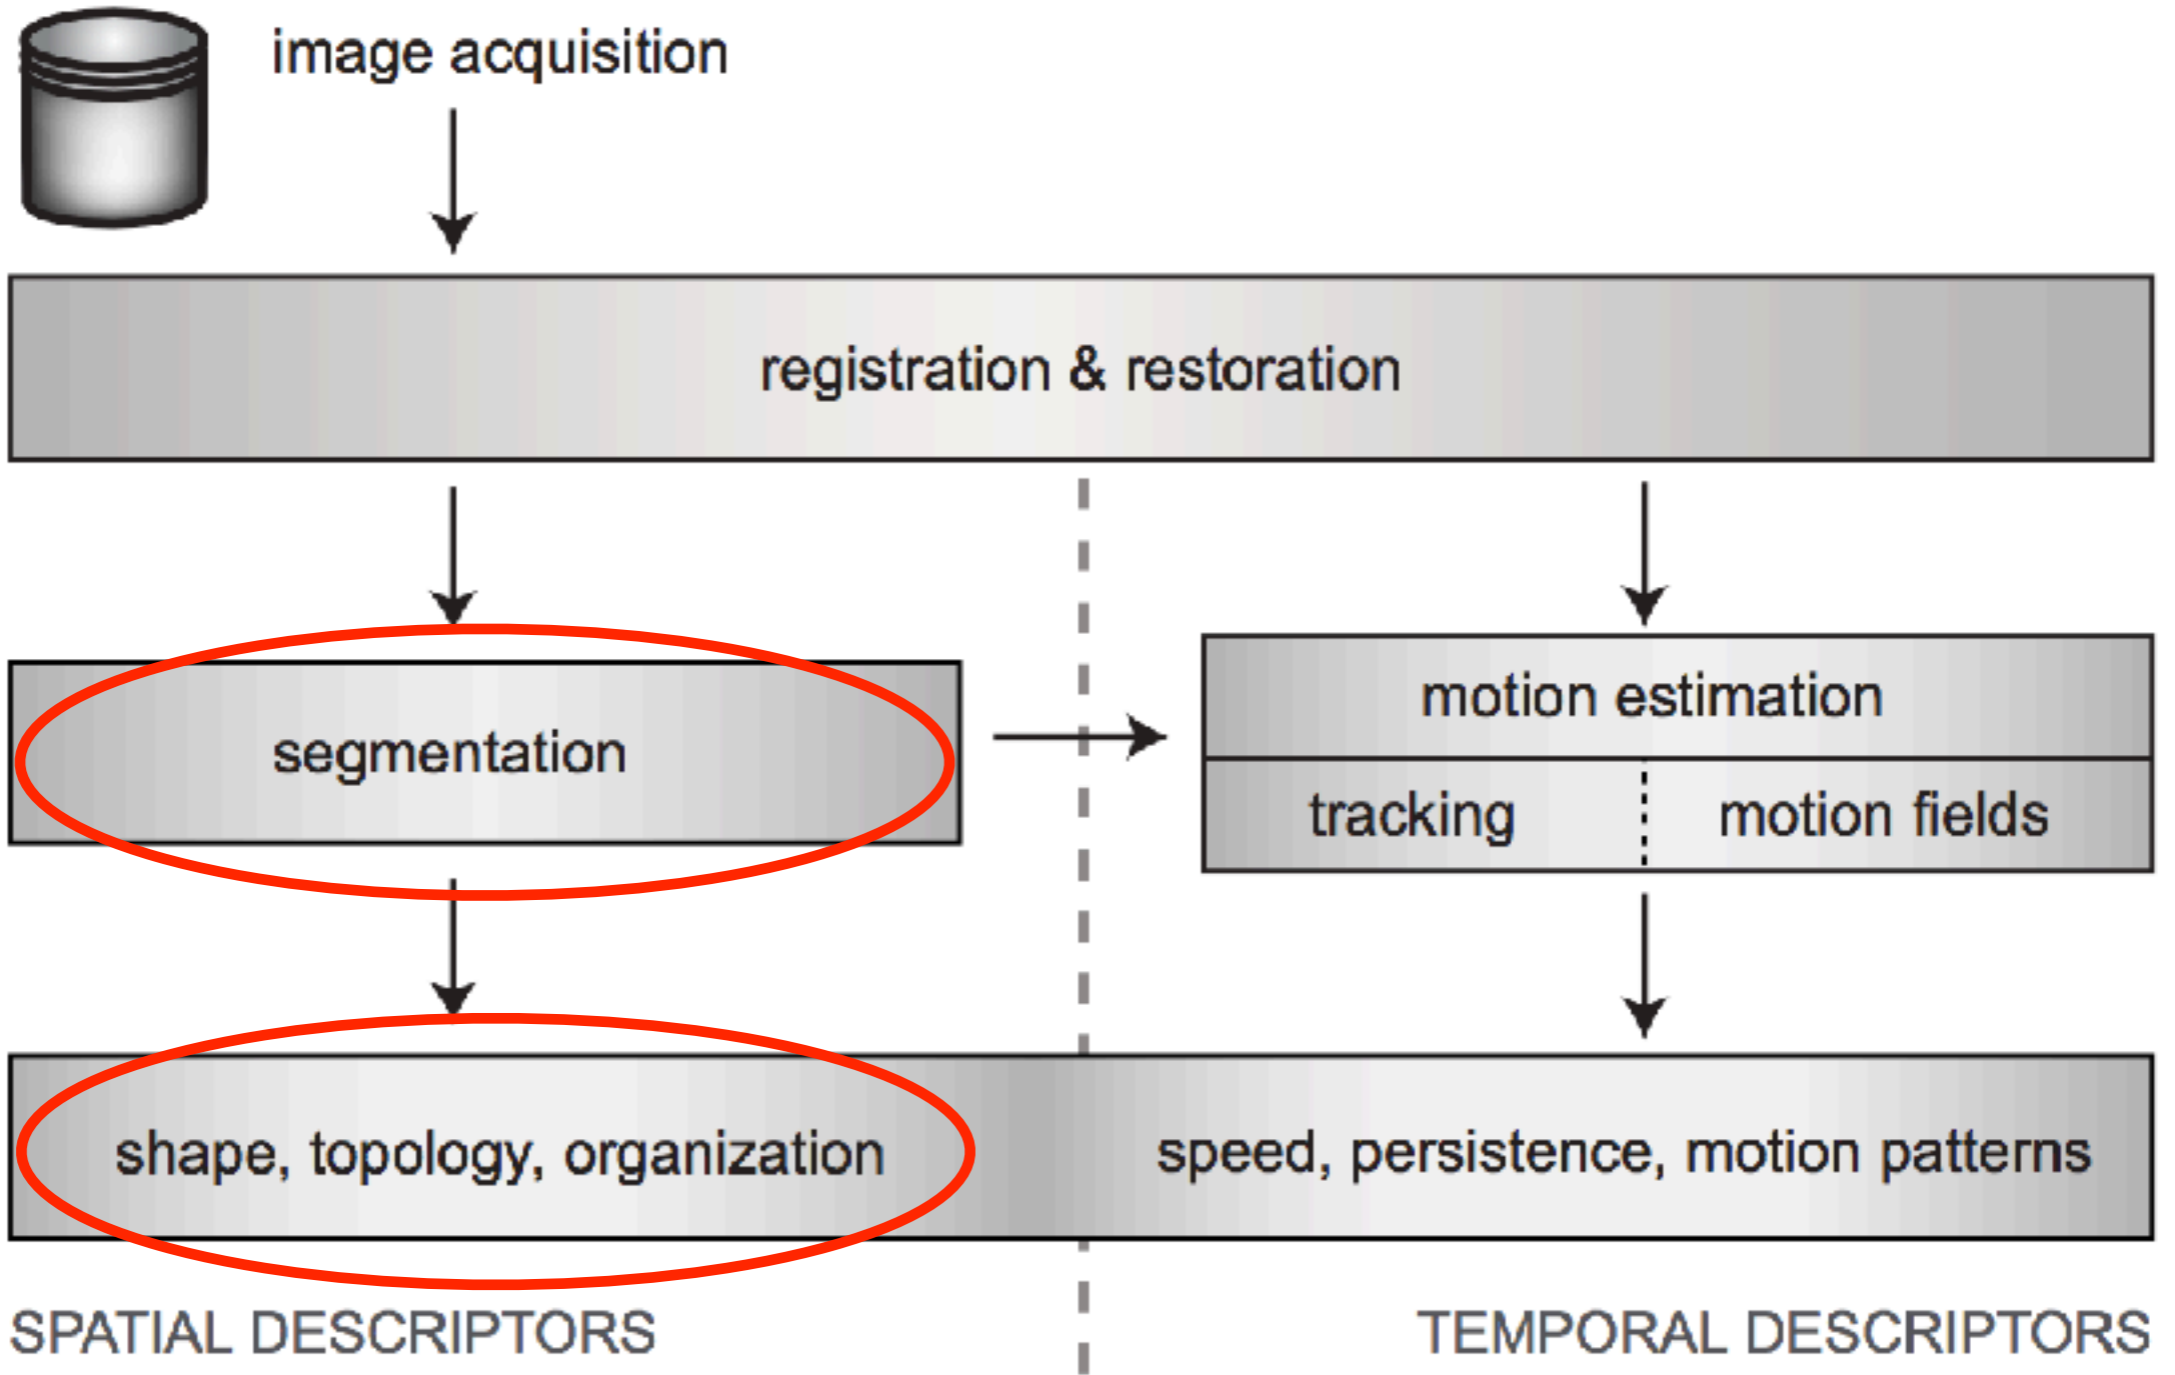 image acquisition
registration & restoration
segmentation
motion estimation
tracking
motion fields
shape, topology, organization
speed, persistence, motion patterns
SPATIAL DESCRIPTORS
TEMPORAL DESCRIPTORS